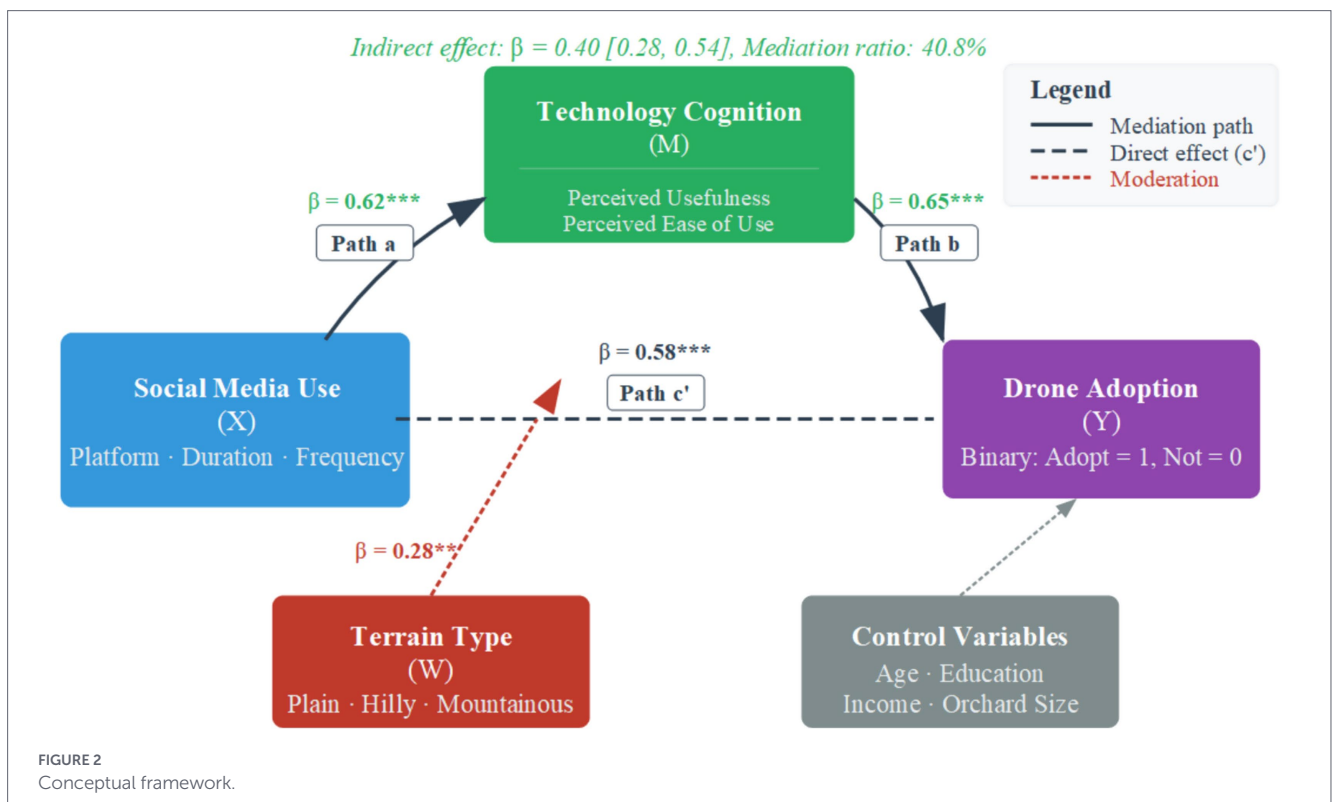 Indirect effect: β = 0.40 [0.28, 0.54], Mediation ratio: 40.8%
Technology Cognition
(M)
Perceived Usefulness
Perceived Ease of Use
Legend
Mediation path
Direct effect (c')
Moderation
β = 0.62***
Path a
β = 0.65***
Path b
Social Media Use
(X)
Platform · Duration · Frequency
β = 0.58***
Path c'
Drone Adoption
(Y)
Binary: Adopt = 1, Not = 0
β = 0.28**
Terrain Type
(W)
Plain · Hilly · Mountainous
Control Variables
Age · Education
Income · Orchard Size
FIGURE 2
Conceptual framework.